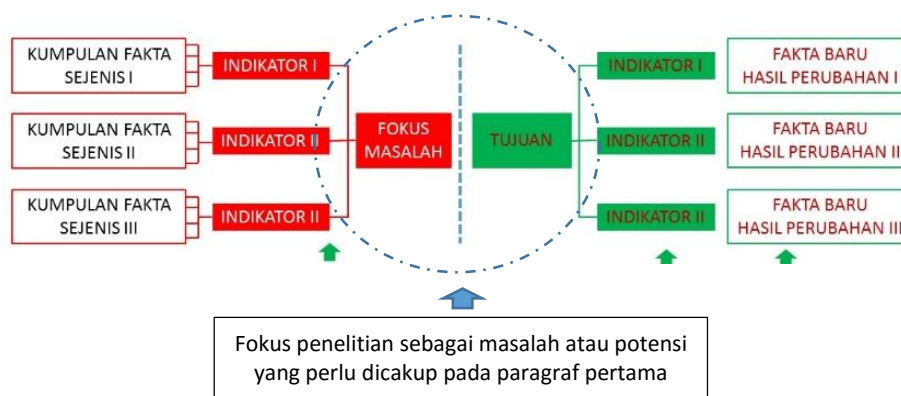 KUMPULAN FAKTA
SEJENIS I
INDIKATOR I
KUMPULAN FAKTA
SEJENIS II
INDIKATOR II
KUMPULAN FAKTA
SEJENIS III
INDIKATOR II
FOKUS
MASALAH
TUJUAN
INDIKATOR I
FAKTA BARU
HASIL PERUBAHAN I
INDIKATOR II
FAKTA BARU
HASIL PERUBAHAN II
INDIKATOR II
FAKTA BARU
HASIL PERUBAHAN III
Fokus penelitian sebagai masalah atau potensi
yang perlu dicakup pada paragraf pertama